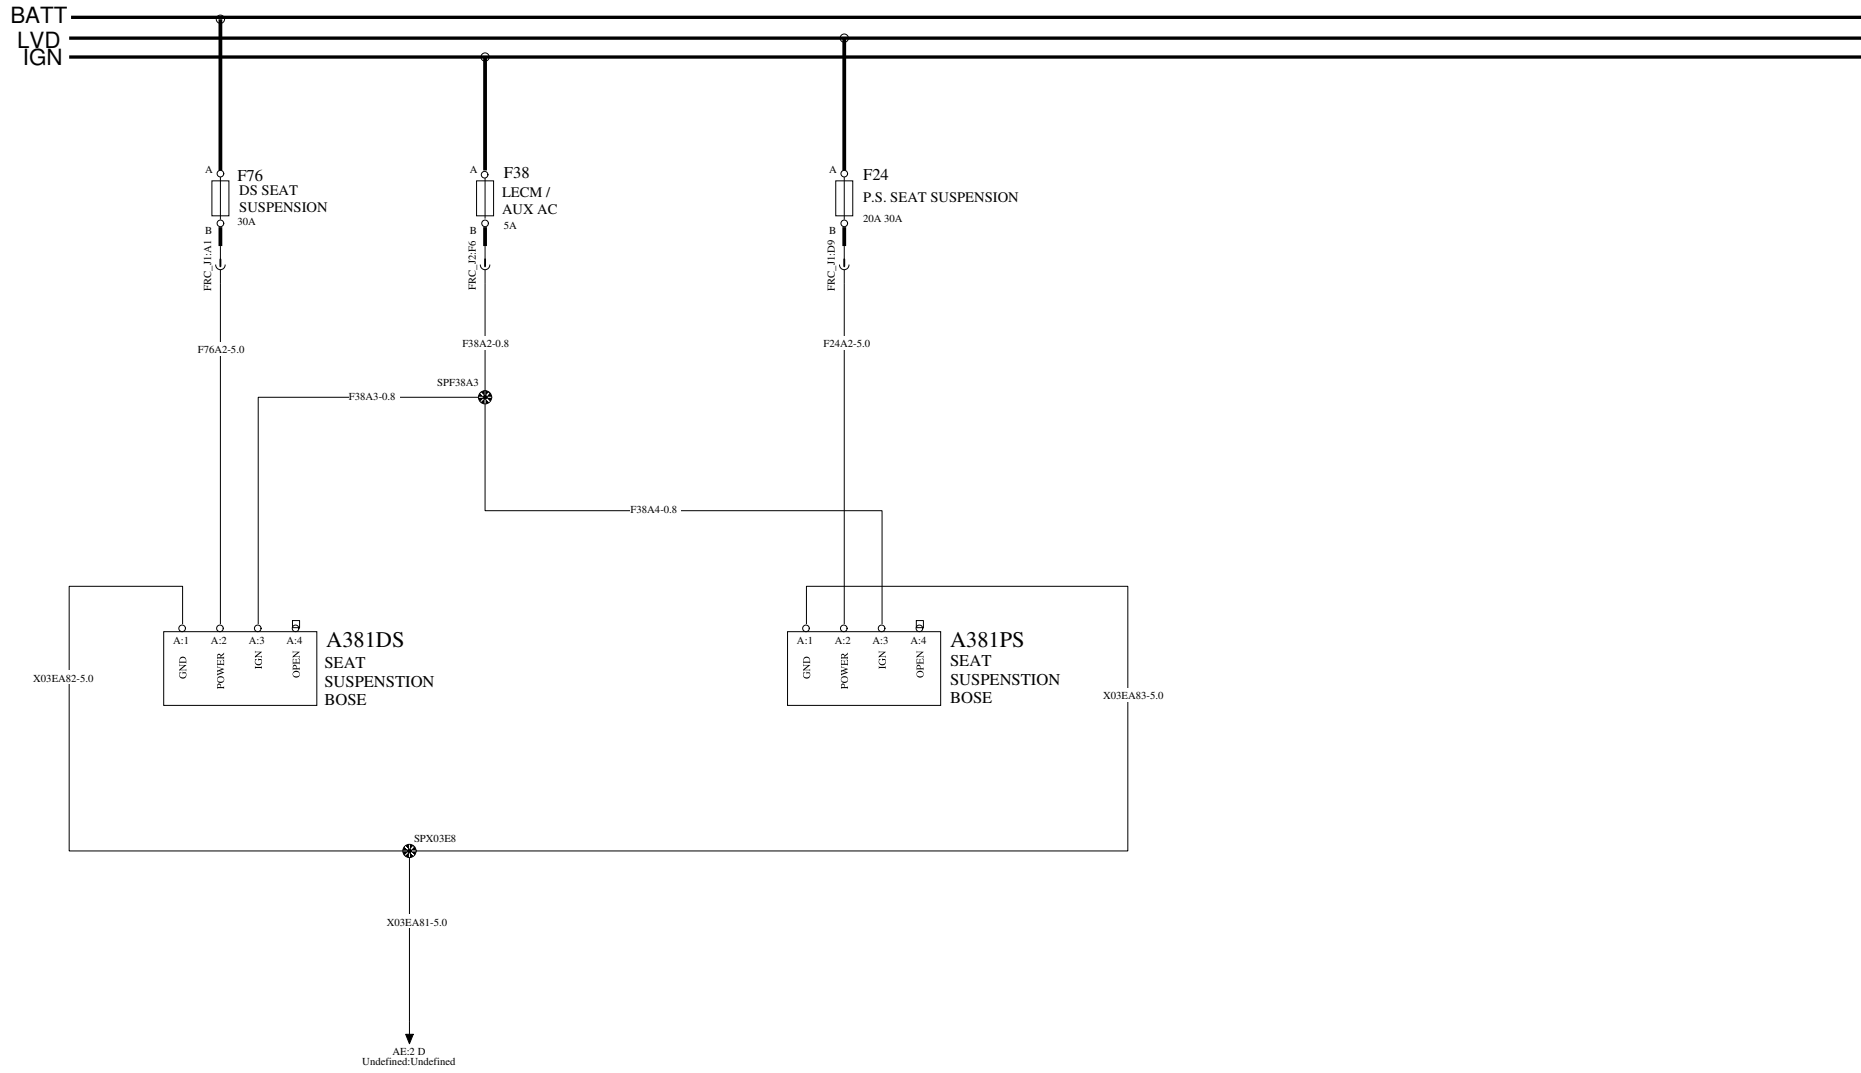 BATT
LVD
IGN
A
F76
DS SEAT
SUSPENSION
30A
B
FRC_J1:A1
A
F38
LECM /
AUX AC
5A
B
FRC_J2:F6
A
F24
P.S. SEAT SUSPENSION
20A 30A
B
FRC_J1:D9
F76A2-5.0
F38A2-0.8
F24A2-5.0
SPF38A3
F38A3-0.8
F38A4-0.8
A:1
A:2
A:3
A:4
GND
POWER
IGN
OPEN
A381DS
SEAT
SUSPENSTION
BOSE
A:1
A:2
A:3
A:4
GND
POWER
IGN
OPEN
A381PS
SEAT
SUSPENSTION
BOSE
X03EA82-5.0
X03EA83-5.0
SPX03E8
X03EA81-5.0
AE:2 D
Undefined:Undefined